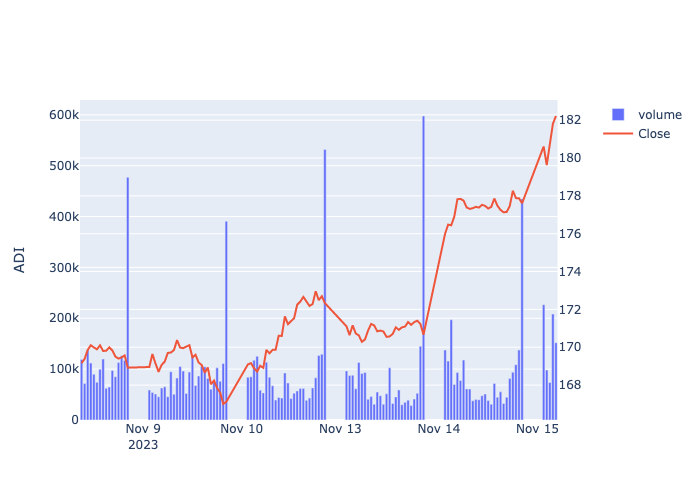 600k
500k
400k
300k
200k
100k
0
ADI
182
180
178
176
174
172
170
168
Nov 9
2023
Nov 10
Nov 13
Nov 14
Nov 15
volume
Close